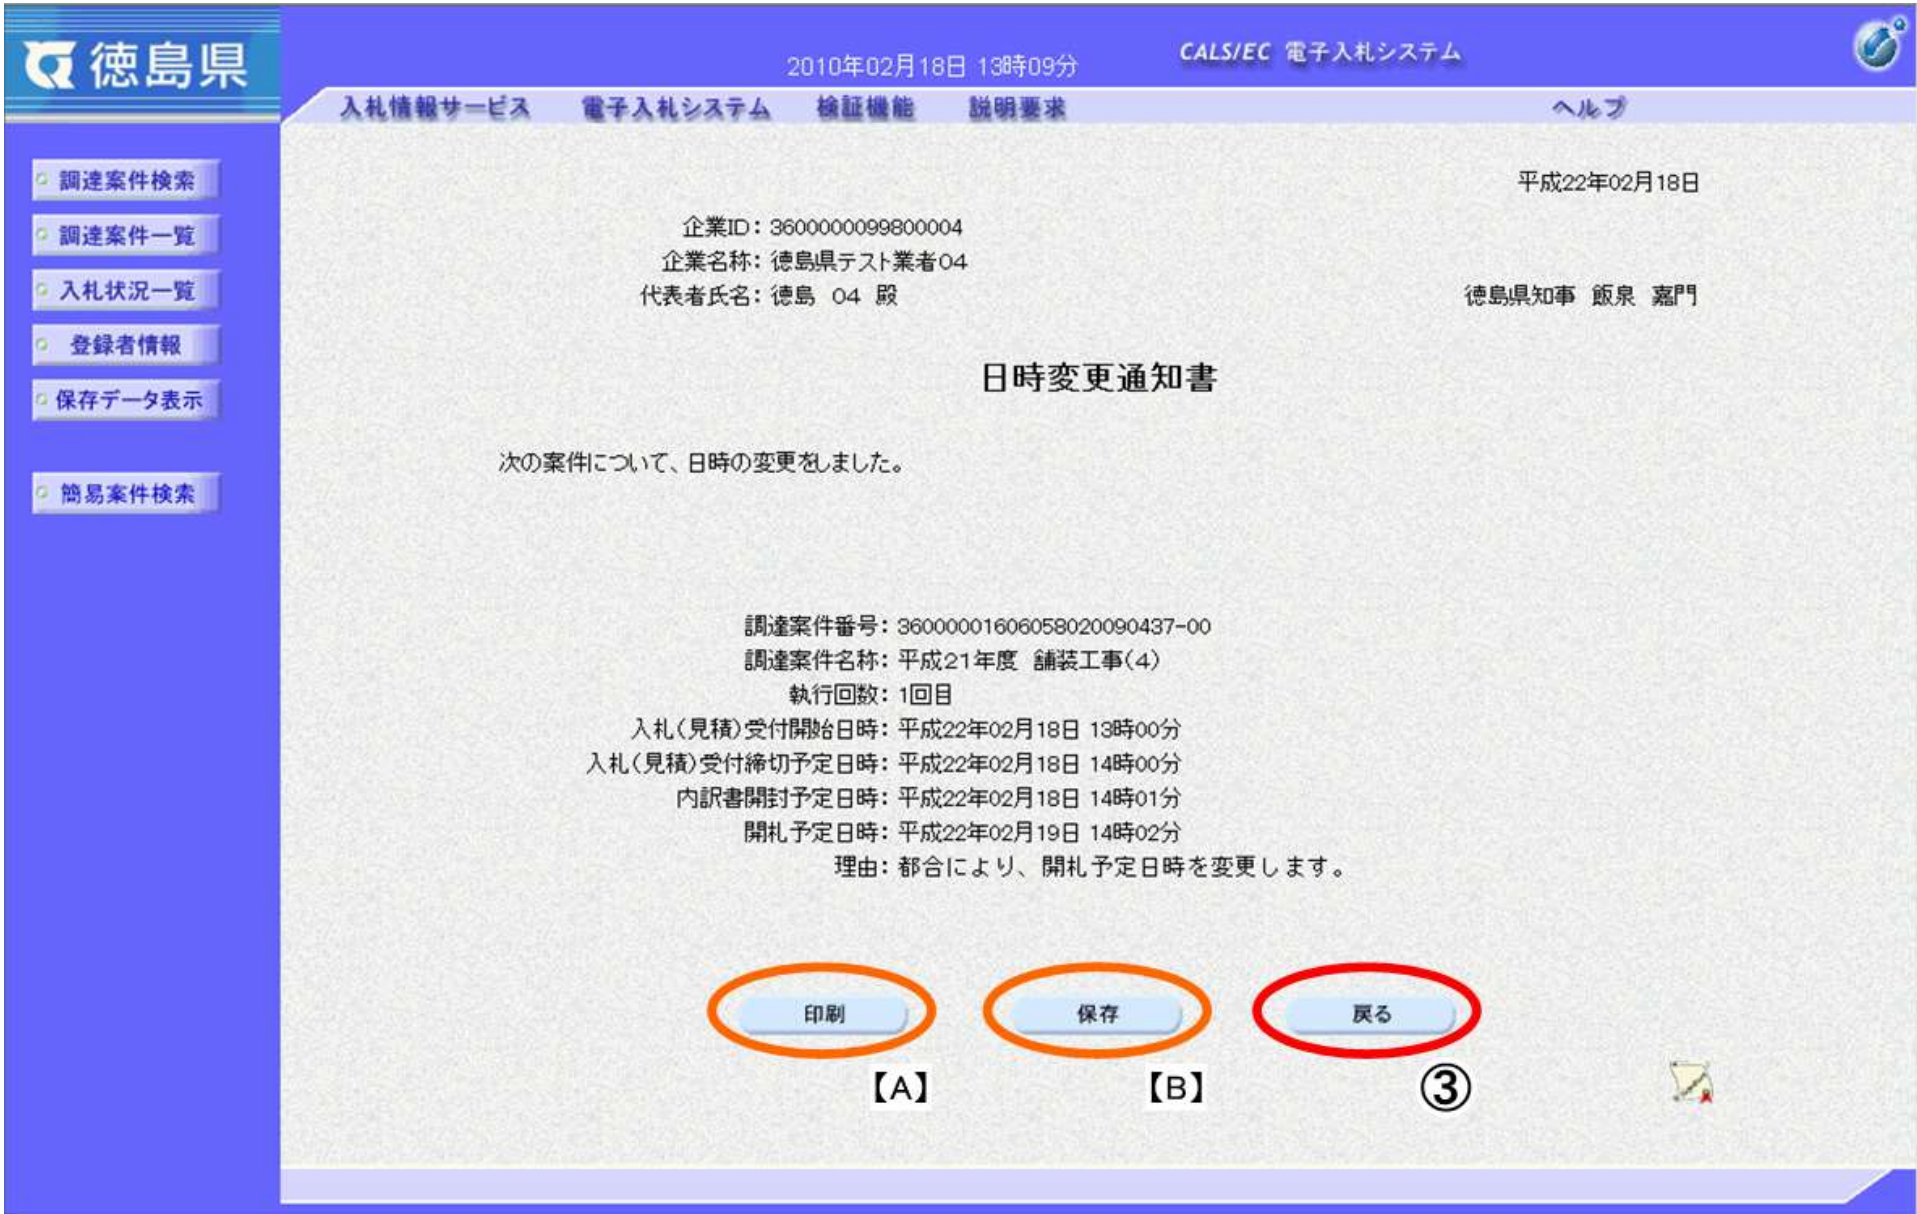 徳島県
2010年02月18日 13時09分
CALS/EC 電子入札システム
入札情報サービス 電子入札システム 検証機能 説明要求 ヘルプ
調達案件検索
調達案件一覧
入札状況一覧
登録者情報
保存データ表示
簡易案件検索
平成22年02月18日
企業ID：3600000099800004
企業名称：徳島県テスト業者04
代表者氏名：徳島 04 殿
徳島県知事 飯泉 嘉門
日時変更通知書
次の案件について、日時の変更をしました。
調達案件番号：36000001606058020090437-00
調達案件名称：平成21年度 舗装工事(4)
執行回数：1回目
入札(見積)受付開始日時：平成22年02月18日 13時00分
入札(見積)受付締切予定日時：平成22年02月18日 14時00分
内訳書開封予定日時：平成22年02月18日 14時01分
開札予定日時：平成22年02月19日 14時02分
理由：都合により、開札予定日時を変更します。
印刷 保存 戻る
【A】 【B】 ③